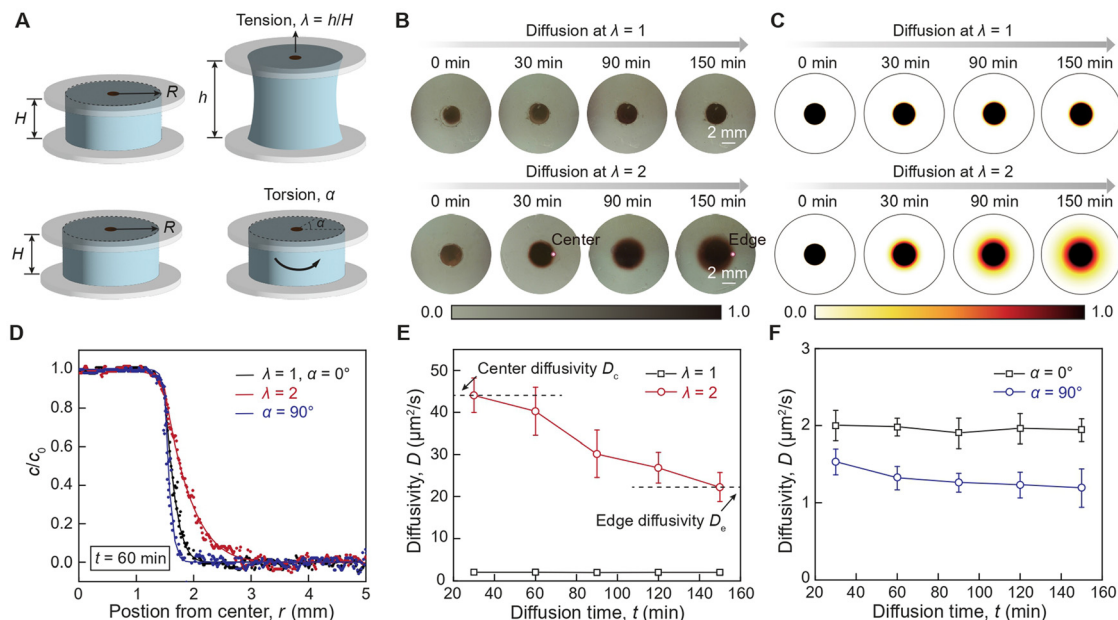 A
Tension, λ = h/H
R
H
h
Torsion, α
R
H
α
B
Diffusion at λ = 1
0 min 30 min 90 min 150 min
2 mm
Diffusion at λ = 2
0 min 30 min 90 min 150 min
Center Edge
2 mm
0.0 1.0
C
Diffusion at λ = 1
0 min 30 min 90 min 150 min
Diffusion at λ = 2
0 min 30 min 90 min 150 min
0.0 1.0
D
1.0
0.8
0.6
0.4
0.2
0.0
c/c₀
λ = 1, α = 0°
λ = 2
α = 90°
t = 60 min
0 1 2 3 4 5
Postion from center, r (mm)
E
50
40
30
20
10
0
Diffusivity, D (μm²/s)
Center diffusivity Dc
λ = 1
λ = 2
Edge diffusivity De
20 40 60 80 100 120 140 160
Diffusion time, t (min)
F
3
2
1
0
Diffusivity, D (μm²/s)
α = 0°
α = 90°
20 40 60 80 100 120 140 160
Diffusion time, t (min)